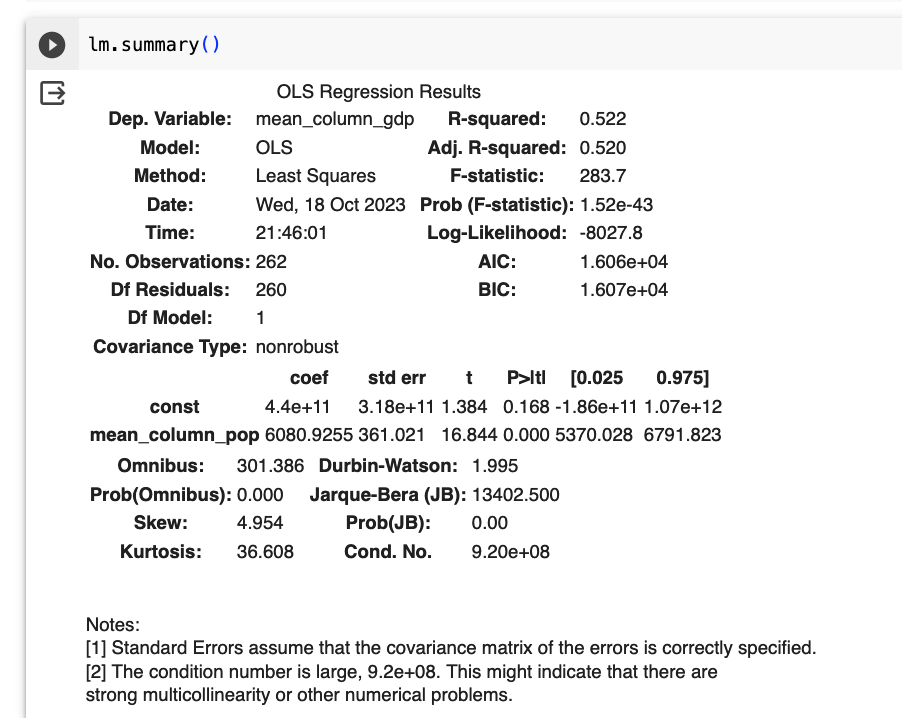 lm.summary()
OLS Regression Results
Dep. Variable: mean_column_gdp R-squared: 0.522
Model: OLS Adj. R-squared: 0.520
Method: Least Squares F-statistic: 283.7
Date: Wed, 18 Oct 2023 Prob (F-statistic): 1.52e-43
Time: 21:46:01 Log-Likelihood: -8027.8
No. Observations: 262 AIC: 1.606e+04
Df Residuals: 260 BIC: 1.607e+04
Df Model: 1
Covariance Type: nonrobust
coef std err t P>|t| [0.025 0.975]
const 4.4e+11 3.18e+11 1.384 0.168 -1.86e+11 1.07e+12
mean_column_pop 6080.9255 361.021 16.844 0.000 5370.028 6791.823
Omnibus: 301.386 Durbin-Watson: 1.995
Prob(Omnibus): 0.000 Jarque-Bera (JB): 13402.500
Skew: 4.954 Prob(JB): 0.00
Kurtosis: 36.608 Cond. No. 9.20e+08
Notes:
[1] Standard Errors assume that the covariance matrix of the errors is correctly specified.
[2] The condition number is large, 9.2e+08. This might indicate that there are
strong multicollinearity or other numerical problems.